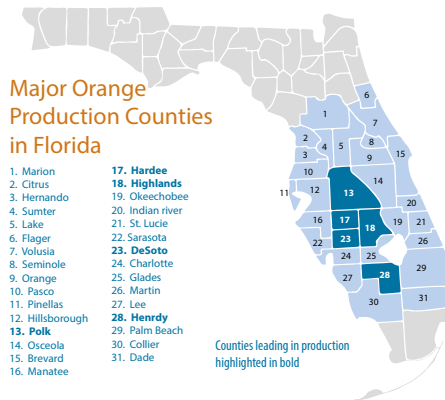 Major Orange
Production Counties
in Florida
1. Marion
2. Citrus
3. Hernando
4. Sumter
5. Lake
6. Flager
7. Volusia
8. Seminole
9. Orange
10. Pasco
11. Pinellas
12. Hillsborough
13. Polk
14. Osceola
15. Brevard
16. Manatee
17. Hardee
18. Highlands
19. Okeechobee
20. Indian river
21. St. Lucie
22. Sarasota
23. DeSoto
24. Charlotte
25. Glades
26. Martin
27. Lee
28. Henrdy
29. Palm Beach
30. Collier
31. Dade
Counties leading in production
highlighted in bold
6
1
7
2
4
5
8
3
9
15
10
14
11
12
13
20
16
17
18
19
21
22
23
26
24
25
27
28
29
30
31